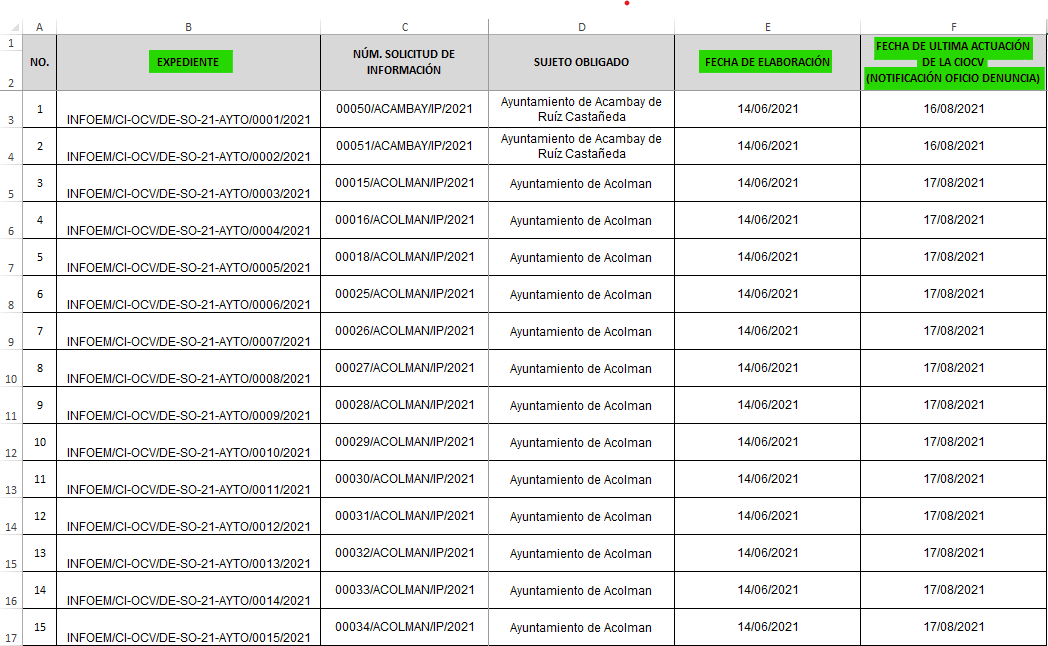 A B C D E F
1 NO. EXPEDIENTE NÚM. SOLICITUD DE SUJETO OBLIGADO FECHA DE ELABORACIÓN FECHA DE ULTIMA ACTUACIÓN
INFORMACIÓN DE LA CIOCV
2 (NOTIFICACIÓN OFICIO DENUNCIA)
3 1 INFOEM/CI-OCV/DE-SO-21-AYTO/0001/2021 00050/ACAMBAY/IP/2021 Ayuntamiento de Acambay de 14/06/2021 16/08/2021
Ruíz Castañeda
4 2 INFOEM/CI-OCV/DE-SO-21-AYTO/0002/2021 00051/ACAMBAY/IP/2021 Ayuntamiento de Acambay de 14/06/2021 16/08/2021
Ruíz Castañeda
5 3 INFOEM/CI-OCV/DE-SO-21-AYTO/0003/2021 00015/ACOLMAN/IP/2021 Ayuntamiento de Acolman 14/06/2021 17/08/2021
6 4 INFOEM/CI-OCV/DE-SO-21-AYTO/0004/2021 00016/ACOLMAN/IP/2021 Ayuntamiento de Acolman 14/06/2021 17/08/2021
7 5 INFOEM/CI-OCV/DE-SO-21-AYTO/0005/2021 00018/ACOLMAN/IP/2021 Ayuntamiento de Acolman 14/06/2021 17/08/2021
8 6 INFOEM/CI-OCV/DE-SO-21-AYTO/0006/2021 00025/ACOLMAN/IP/2021 Ayuntamiento de Acolman 14/06/2021 17/08/2021
9 7 INFOEM/CI-OCV/DE-SO-21-AYTO/0007/2021 00026/ACOLMAN/IP/2021 Ayuntamiento de Acolman 14/06/2021 17/08/2021
10 8 INFOEM/CI-OCV/DE-SO-21-AYTO/0008/2021 00027/ACOLMAN/IP/2021 Ayuntamiento de Acolman 14/06/2021 17/08/2021
11 9 INFOEM/CI-OCV/DE-SO-21-AYTO/0009/2021 00028/ACOLMAN/IP/2021 Ayuntamiento de Acolman 14/06/2021 17/08/2021
12 10 INFOEM/CI-OCV/DE-SO-21-AYTO/0010/2021 00029/ACOLMAN/IP/2021 Ayuntamiento de Acolman 14/06/2021 17/08/2021
13 11 INFOEM/CI-OCV/DE-SO-21-AYTO/0011/2021 00030/ACOLMAN/IP/2021 Ayuntamiento de Acolman 14/06/2021 17/08/2021
14 12 INFOEM/CI-OCV/DE-SO-21-AYTO/0012/2021 00031/ACOLMAN/IP/2021 Ayuntamiento de Acolman 14/06/2021 17/08/2021
15 13 INFOEM/CI-OCV/DE-SO-21-AYTO/0013/2021 00032/ACOLMAN/IP/2021 Ayuntamiento de Acolman 14/06/2021 17/08/2021
16 14 INFOEM/CI-OCV/DE-SO-21-AYTO/0014/2021 00033/ACOLMAN/IP/2021 Ayuntamiento de Acolman 14/06/2021 17/08/2021
17 15 INFOEM/CI-OCV/DE-SO-21-AYTO/0015/2021 00034/ACOLMAN/IP/2021 Ayuntamiento de Acolman 14/06/2021 17/08/2021